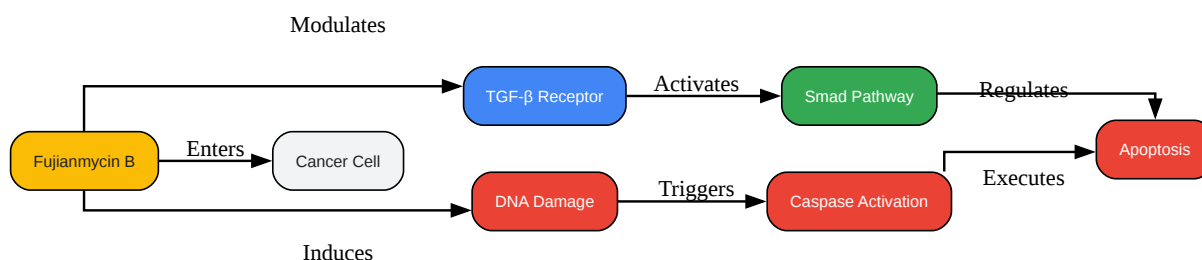 Modulates
TGF-β Receptor
Activates
Smad Pathway
Regulates
Fujianmycin B
Enters
Cancer Cell
Apoptosis
DNA Damage
Triggers
Caspase Activation
Executes
Induces